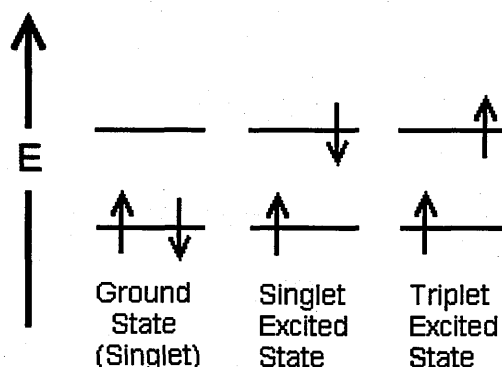 E
Ground
State
(Singlet)
Singlet
Excited
State
Triplet
Excited
State